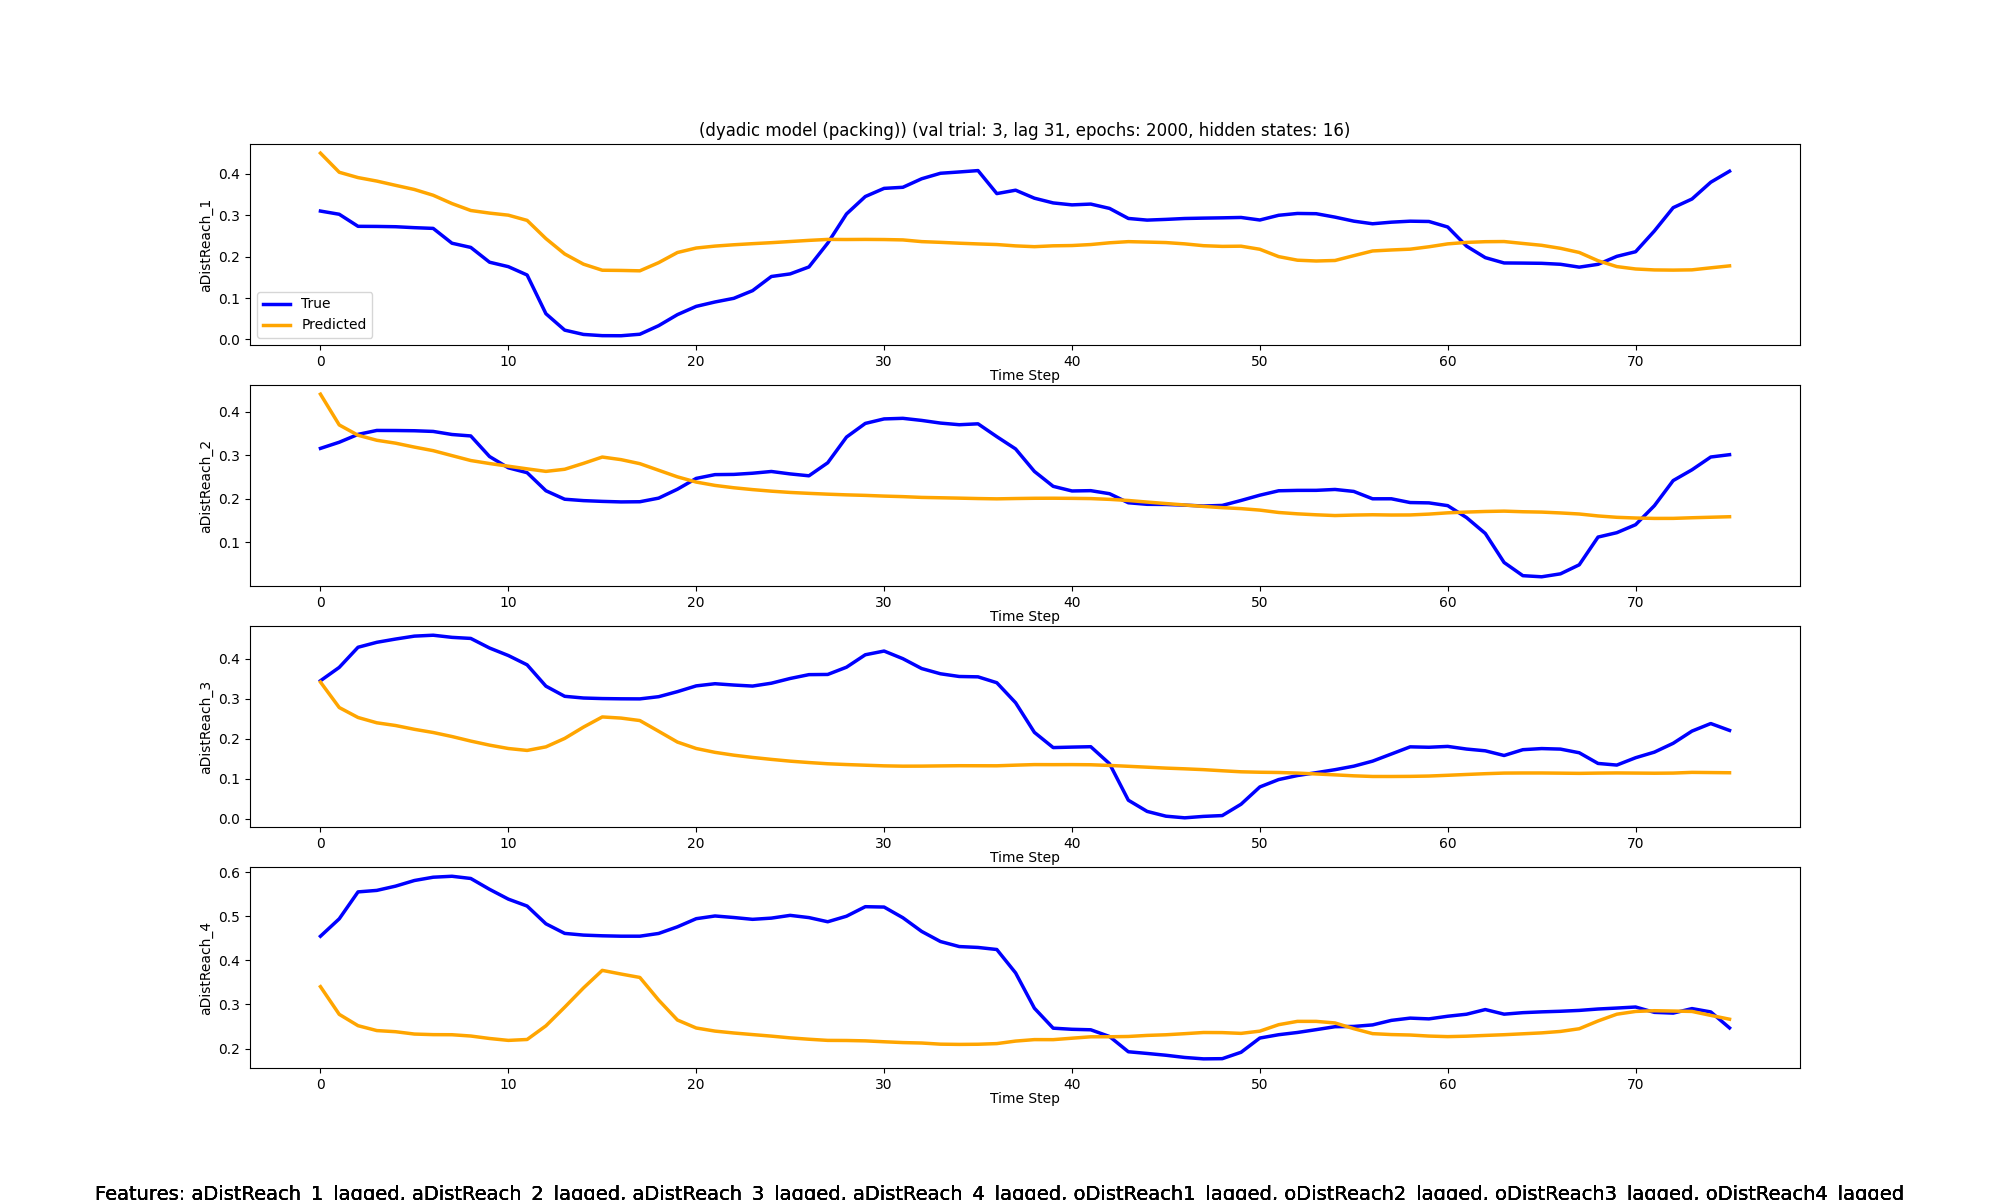 (dyadic model (packing)) (val trial: 3, lag 31, epochs: 2000, hidden states: 16)
aDistReach_1
0.4
0.3
0.2
0.1
0.0
True
Predicted
0 10 20 30 40 50 60 70
Time Step
aDistReach_2
0.4
0.3
0.2
0.1
0 10 20 30 40 50 60 70
Time Step
aDistReach_3
0.4
0.3
0.2
0.1
0.0
0 10 20 30 40 50 60 70
Time Step
aDistReach_4
0.6
0.5
0.4
0.3
0.2
0 10 20 30 40 50 60 70
Time Step
Features: aDistReach_1_lagged, aDistReach_2_lagged, aDistReach_3_lagged, aDistReach_4_lagged, oDistReach1_lagged, oDistReach2_lagged, oDistReach3_lagged, oDistReach4_lagged